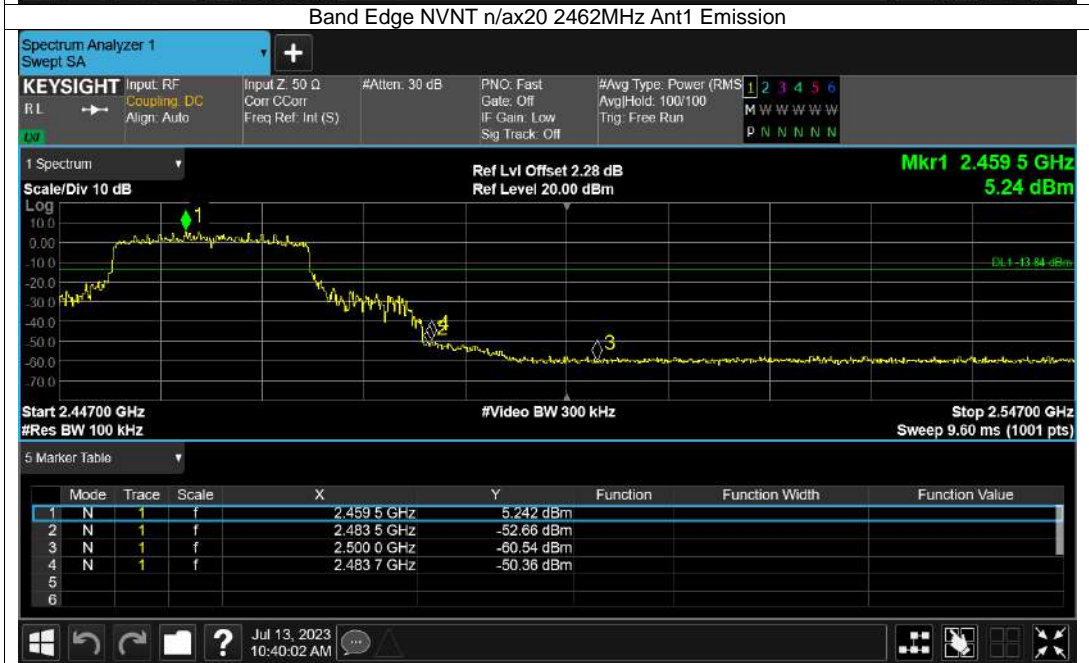 Band Edge NVNT n/ax20 2462MHz Ant1 Emission
Spectrum Analyzer 1
Swept SA
+
KEYSIGHT Input: RF Input Z: 50 Ω #Atten: 30 dB PNO: Fast #Avg Type: Power (RMS 1 2 3 4 5 6
RL Coupling: DC Corr CCorr Gate: Off Avg|Hold: 100/100 M W W W W W
Align: Auto Freq Ref: Int (S) IF Gain: Low Trig: Free Run P N N N N N
LXI Sig Track: Off
1 Spectrum Ref Lvl Offset 2.28 dB Mkr1 2.459 5 GHz
Scale/Div 10 dB Ref Level 20.00 dBm 5.24 dBm
Log
10.0 1
0.00
-10.0 DL1 -13.84 dBm
-20.0
-30.0
-40.0
-50.0 3
-60.0
-70.0
Start 2.44700 GHz #Video BW 300 kHz Stop 2.54700 GHz
#Res BW 100 kHz Sweep 9.60 ms (1001 pts)
5 Marker Table
Mode Trace Scale X Y Function Function Width Function Value
1 N 1 f 2.459 5 GHz 5.242 dBm
2 N 1 f 2.483 5 GHz -52.66 dBm
3 N 1 f 2.500 0 GHz -60.54 dBm
4 N 1 f 2.483 7 GHz -50.36 dBm
5
6
? Jul 13, 2023
10:40:02 AM